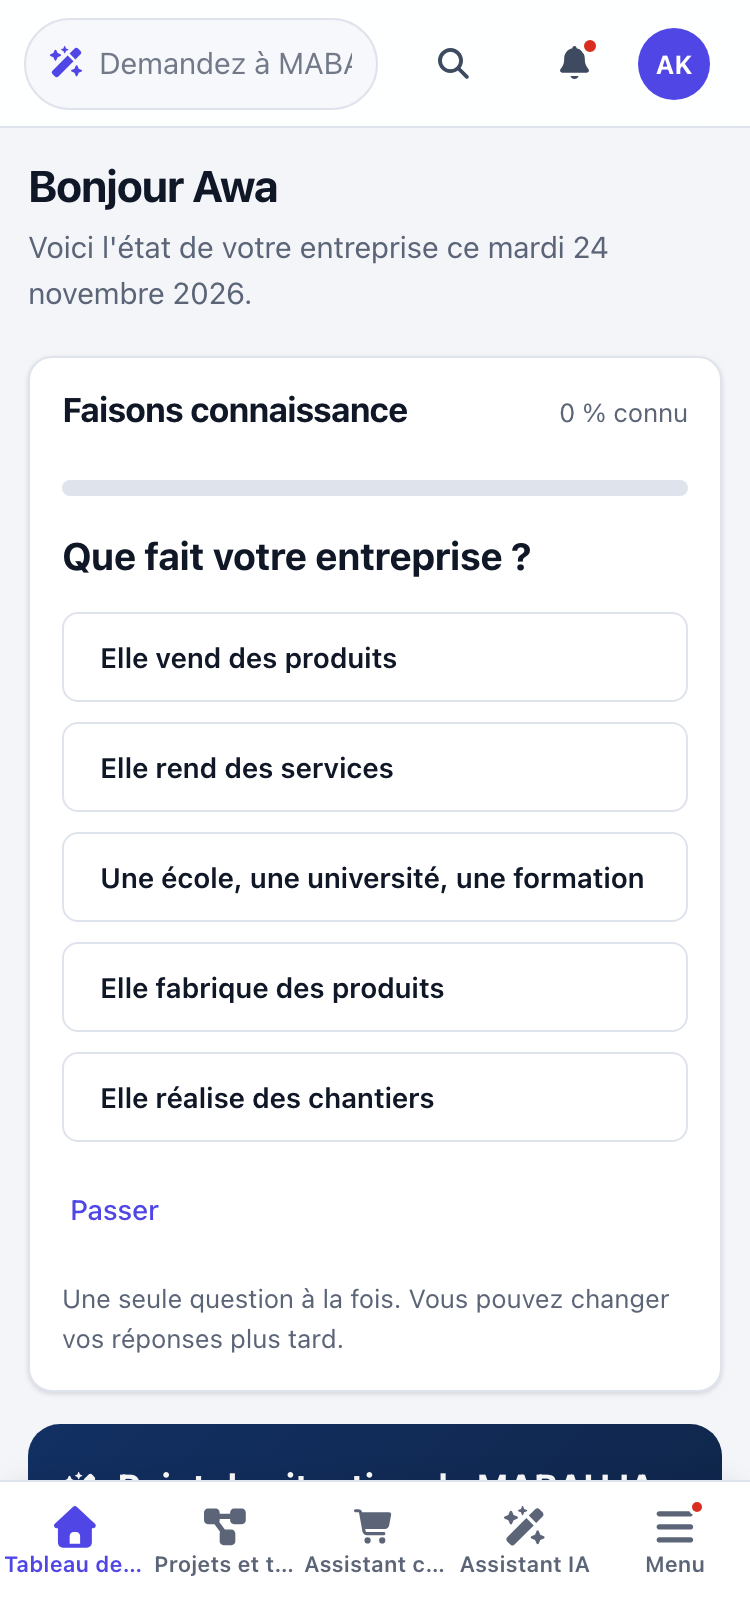 Demandez à MABA
AK
Bonjour Awa
Voici l'état de votre entreprise ce mardi 24
novembre 2026.
Faisons connaissance
0 % connu
Que fait votre entreprise ?
Elle vend des produits
Elle rend des services
Une école, une université, une formation
Elle fabrique des produits
Elle réalise des chantiers
Passer
Une seule question à la fois. Vous pouvez changer
vos réponses plus tard.
Tableau de...
Projets et t...
Assistant c...
Assistant IA
Menu